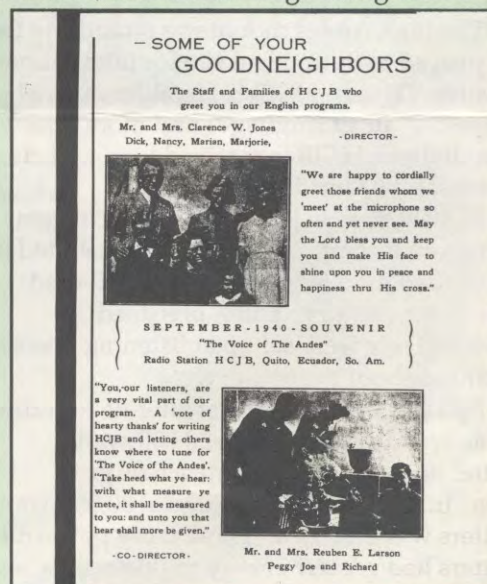 – SOME OF YOUR
GOODNEIGHBORS
The Staff and Families of H C J B who
greet you in our English programs.
Mr. and Mrs. Clarence W. Jones
Dick, Nancy, Marian, Marjorie,
- DIRECTOR -
"We are happy to cordially
greet those friends whom we
'meet' at the microphone so
often and yet never see. May
the Lord bless you and keep
you and make His face to
shine upon you in peace and
happiness thru His cross."
SEPTEMBER - 1940 - SOUVENIR
"The Voice of The Andes"
Radio Station H C J B, Quito, Ecuador, So. Am.
"You, our listeners, are
a very vital part of our
program. A 'vote of
hearty thanks' for writing
HCJB and letting others
know where to tune for
'The Voice of the Andes'.
"Take heed what ye hear:
with what measure ye
mete, it shall be measured
to you: and unto you that
hear shall more be given."
- CO - DIRECTOR -
Mr. and Mrs. Reuben E. Larson
Peggy Joe and Richard